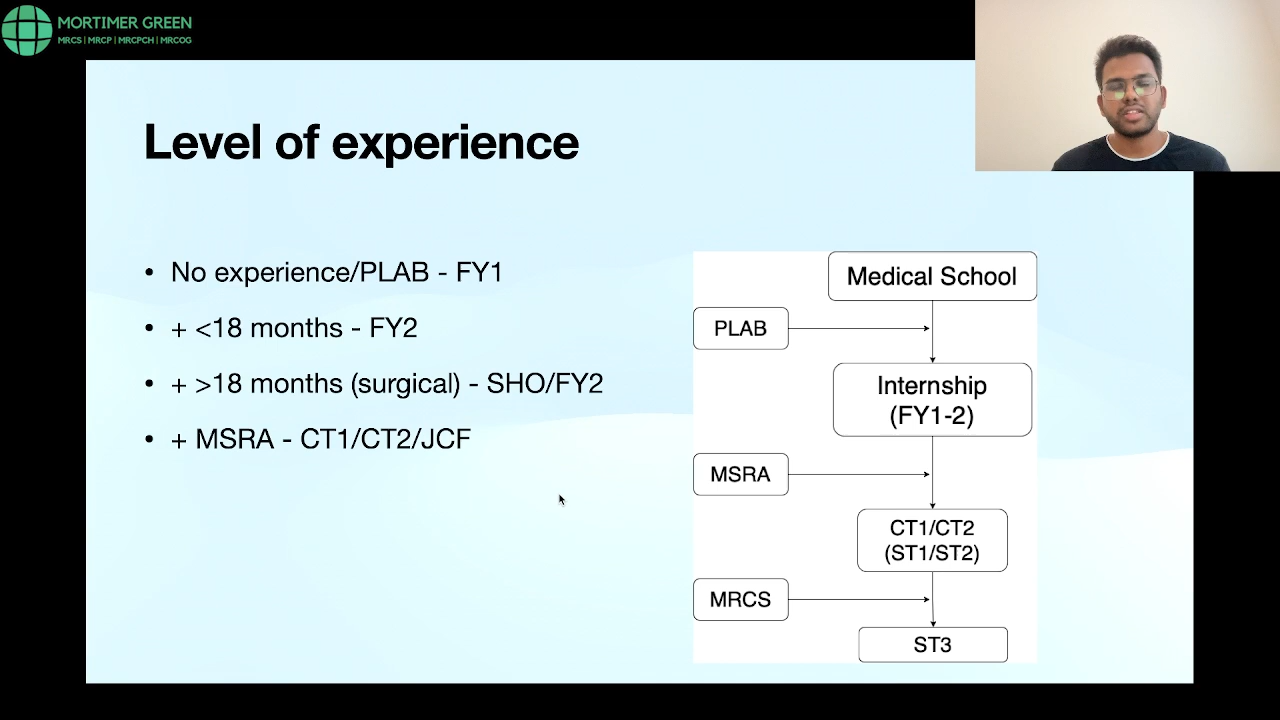 MORTIMER GREEN
MRCS | MRCP | MRCPCH | MRCOG
Level of experience
• No experience/PLAB - FY1
• + <18 months - FY2
• + >18 months (surgical) - SHO/FY2
• + MSRA - CT1/CT2/JCF
Medical School
PLAB
Internship
(FY1-2)
MSRA
CT1/CT2
(ST1/ST2)
MRCS
ST3